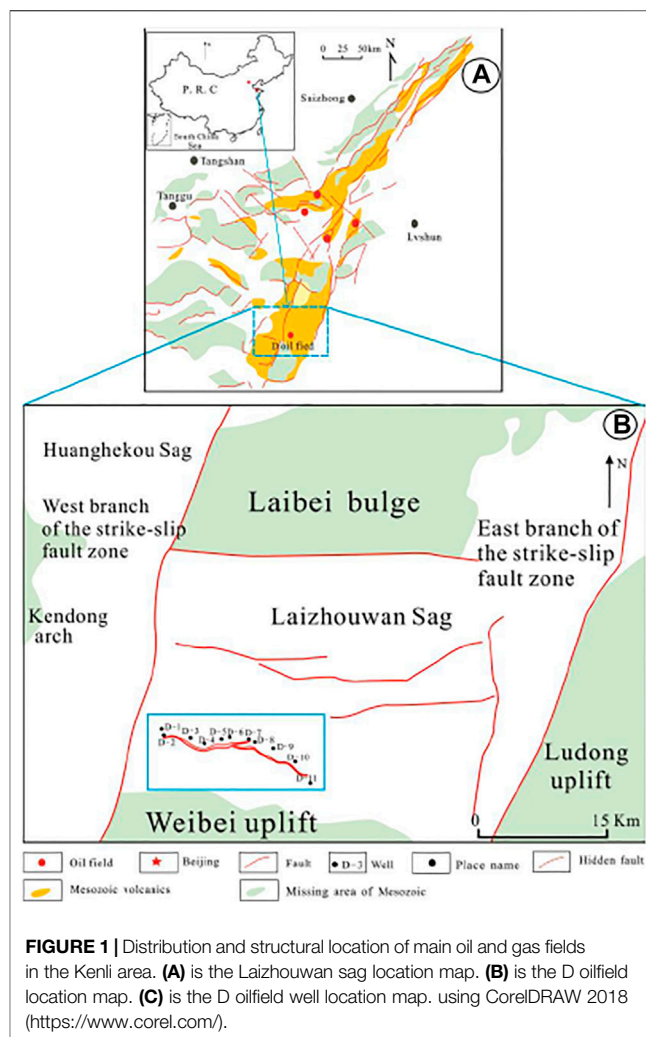 0 25 50km
N
A
P. R. C
South China
Sea
Saizhong
Tangshan
Tanggu
Lvshun
D oil fied
B
Huanghekou Sag
N
West branch
of the strike-slip
fault zone
Laibei bulge
East branch of
the strike-slip
fault zone
Kendong
arch
Laizhouwan Sag
D-1
D-2
D-3
D-4
D-5
D-6
D-7
D-8
D-9
D-10
D-11
Ludong
uplift
Weibei uplift
0 15 Km
Oil field
Beijing
Fault
D-3 Well
Place name
Hidden fault
Mesozoic volcanics
Missing area of Mesozoic
FIGURE 1 | Distribution and structural location of main oil and gas fields
in the Kenli area. (A) is the Laizhouwan sag location map. (B) is the D oilfield
location map. (C) is the D oilfield well location map. using CorelDRAW 2018
(https://www.corel.com/).